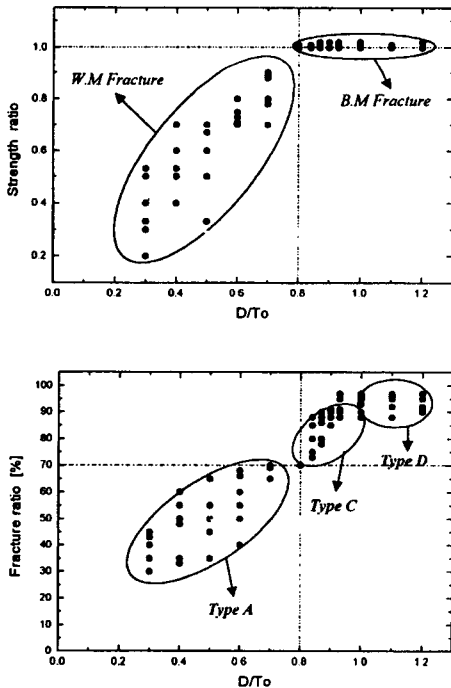 Strength ratio
1.0
0.8
0.6
0.4
0.2
W.M Fracture
B.M Fracture
0.0 0.2 0.4 0.6 0.8 1.0 1.2
D/To
Fracture ratio [%]
100
90
80
70
60
50
40
30
20
10
0
Type A
Type C
Type D
0.0 0.2 0.4 0.6 0.8 1.0 1.2
D/To